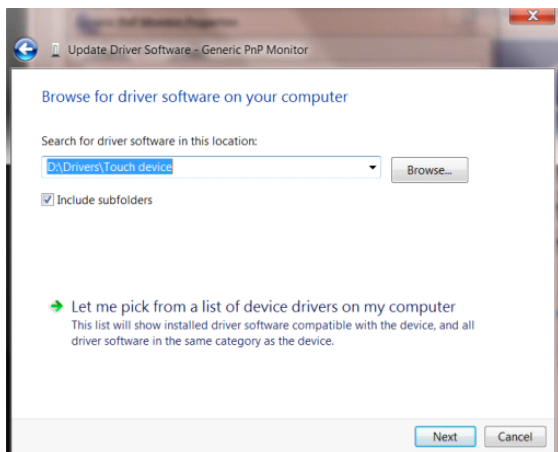 Update Driver Software - Generic PnP Monitor
Browse for driver software on your computer
Search for driver software in this location:
D:\Drivers\Touch device
Browse...
Include subfolders
Let me pick from a list of device drivers on my computer
This list will show installed driver software compatible with the device, and all
driver software in the same category as the device.
Next
Cancel